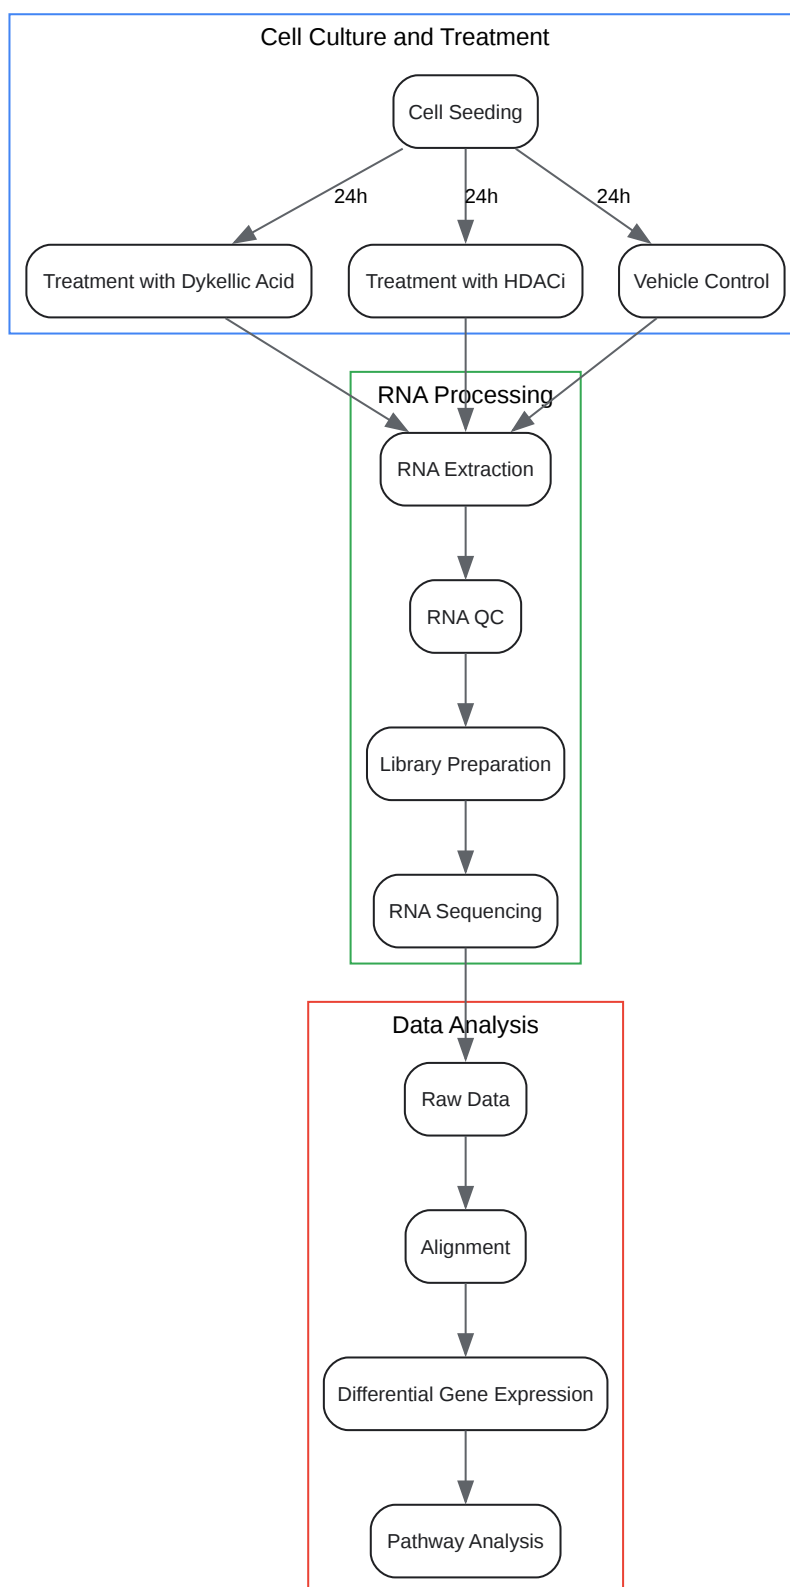 Cell Culture and Treatment
Cell Seeding
24h
24h
24h
Treatment with Dykellic Acid
Treatment with HDACi
Vehicle Control
RNA Processing
RNA Extraction
RNA QC
Library Preparation
RNA Sequencing
Data Analysis
Raw Data
Alignment
Differential Gene Expression
Pathway Analysis